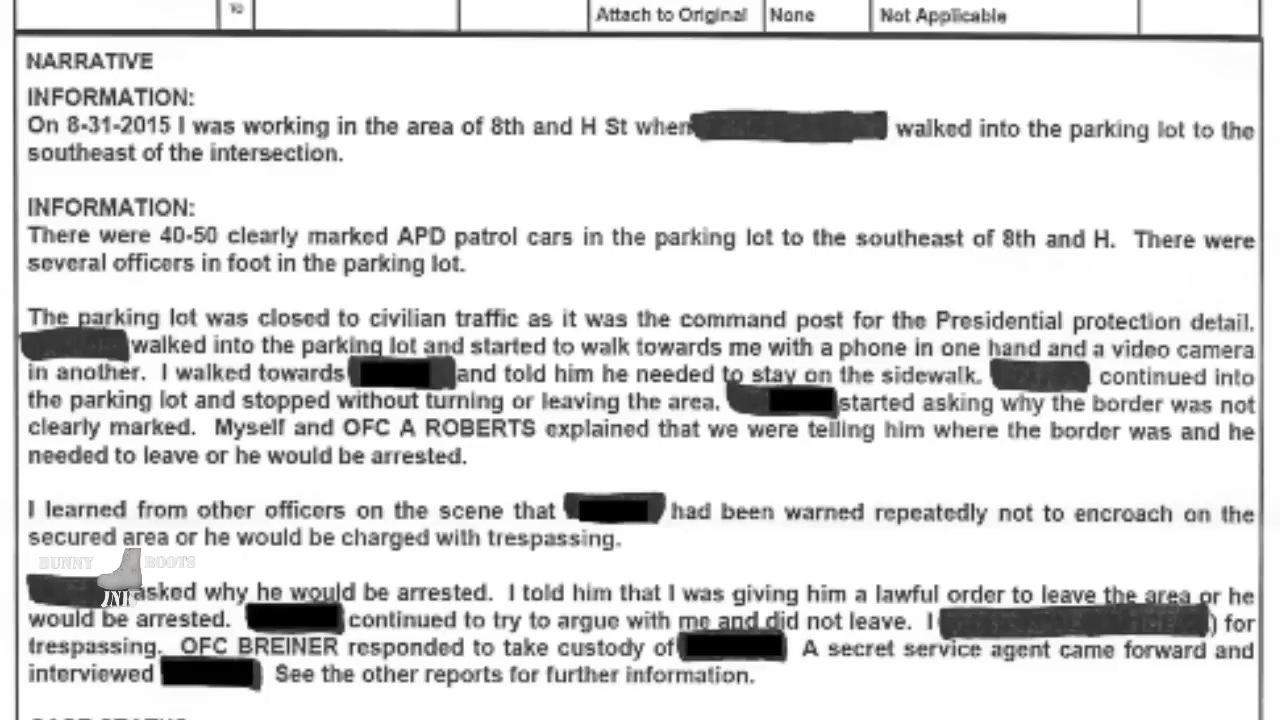 TO
Attach to Original None Not Applicable
NARRATIVE
INFORMATION:
On 8-31-2015 I was working in the area of 8th and H St when walked into the parking lot to the
southeast of the intersection.
INFORMATION:
There were 40-50 clearly marked APD patrol cars in the parking lot to the southeast of 8th and H. There were
several officers in foot in the parking lot.
The parking lot was closed to civilian traffic as it was the command post for the Presidential protection detail.
walked into the parking lot and started to walk towards me with a phone in one hand and a video camera
in another. I walked towards and told him he needed to stay on the sidewalk. continued into
the parking lot and stopped without turning or leaving the area. started asking why the border was not
clearly marked. Myself and OFC A ROBERTS explained that we were telling him where the border was and he
needed to leave or he would be arrested.
I learned from other officers on the scene that had been warned repeatedly not to encroach on the
secured area or he would be charged with trespassing.
BUNNY BOOTS
INK
asked why he would be arrested. I told him that I was giving him a lawful order to leave the area or he
would be arrested. continued to try to argue with me and did not leave. I ) for
trespassing. OFC BREINER responded to take custody of A secret service agent came forward and
interviewed See the other reports for further information.